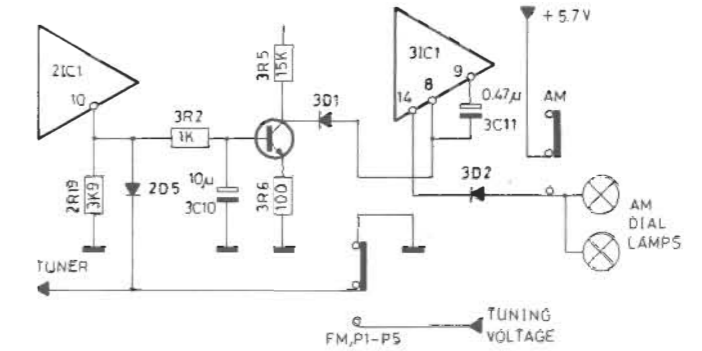 + 5.7 V
2IC1
10
3R5
15K
3IC1
14
8
9
0.47µ
3C11
AM
3R2
1K
3D1
2R19
3K9
2D5
10µ
3C10
3R6
100
3D2
AM
DIAL
LAMPS
TUNER
FM,P1-P5
TUNING
VOLTAGE